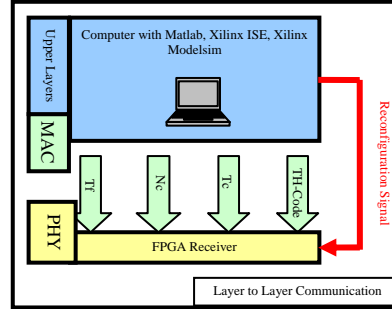 Upper Layers
Computer with Matlab, Xilinx ISE, Xilinx
Modelsim
MAC
Reconfiguration Signal
Tf
Nc
Tc
TH-Code
PHY
FPGA Receiver
Layer to Layer Communication